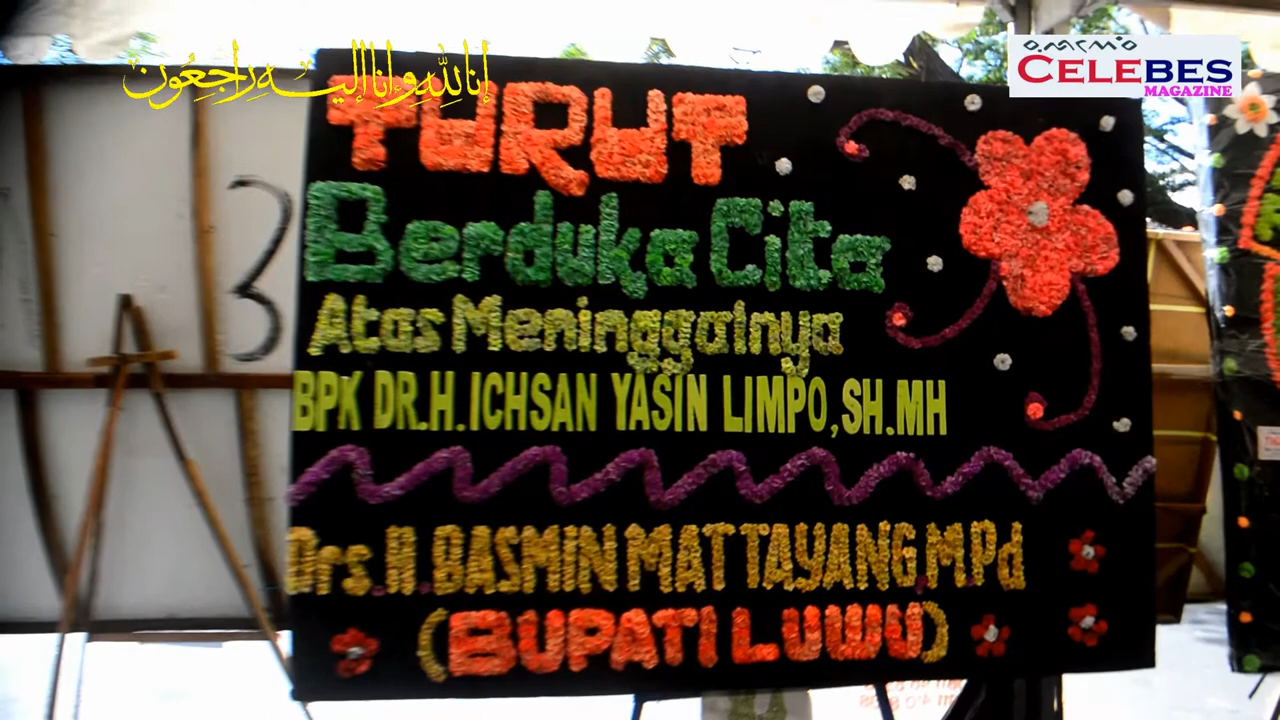 إنا لله وإنا إليه راجعون
CELEBES
MAGAZINE
3
TURUT
Berduka Cita
Atas Meninggalnya
BPK DR.H.ICHSAN YASIN LIMPO,SH.MH
Drs.H.BASMIN MATTAYANG.M.Pd
(BUPATI LUWU)